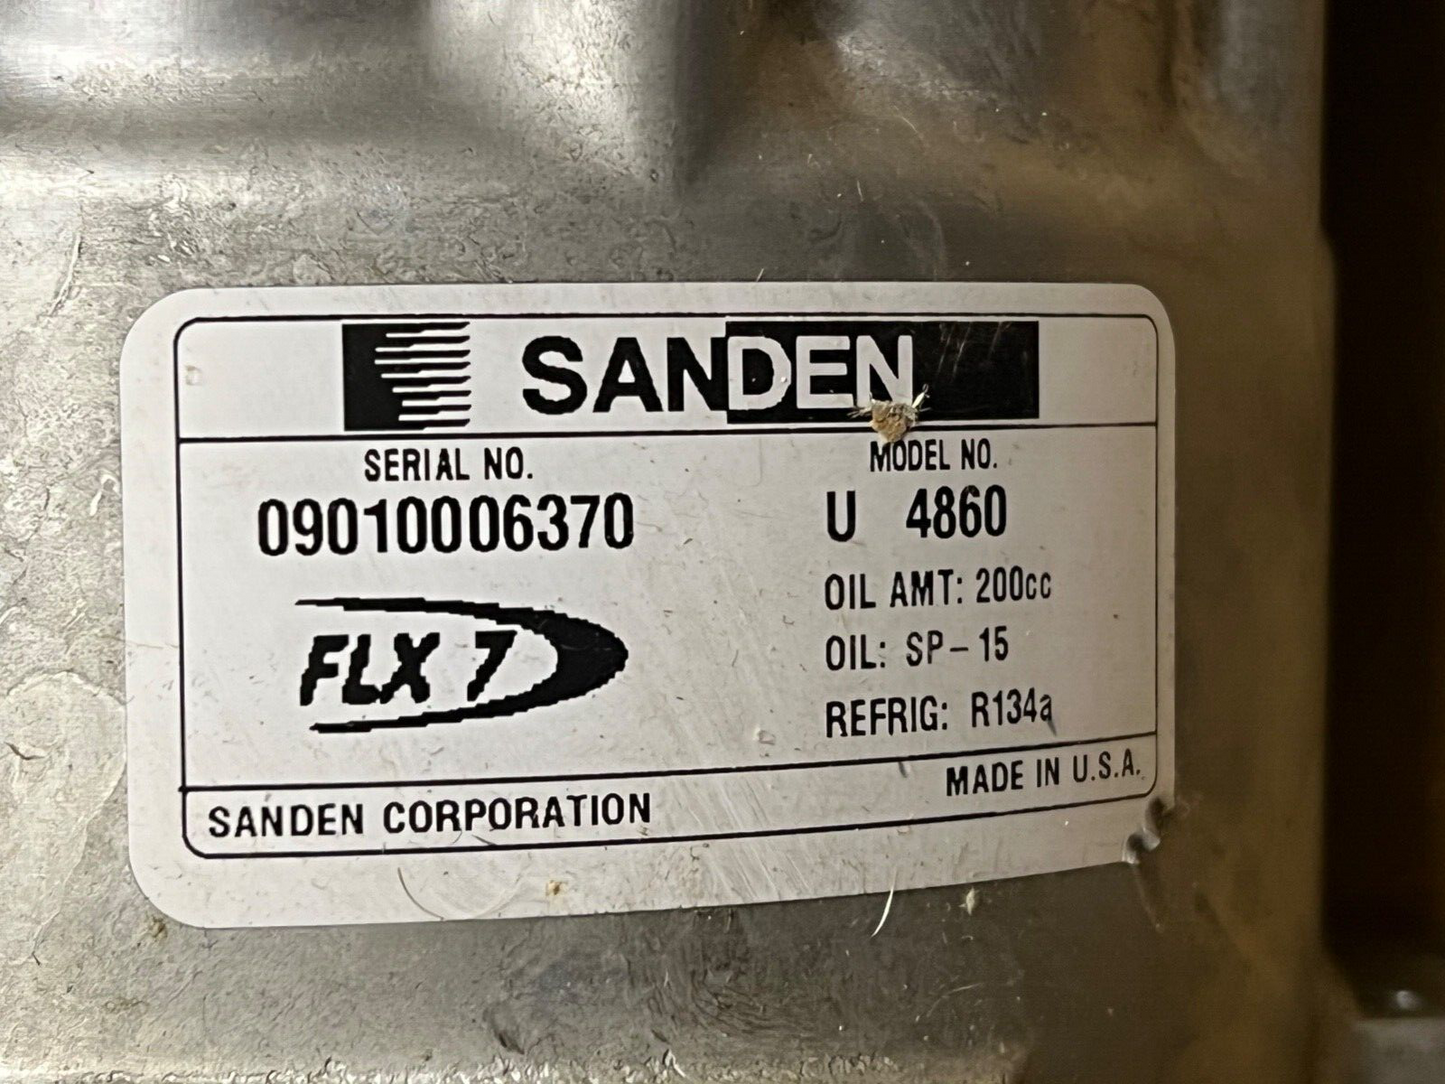 SANDEN
SERIAL NO.
09010006370
MODEL NO.
U 4860
OIL AMT: 200cc
OIL: SP-15
REFRIG: R134a
FLX 7
MADE IN U.S.A.
SANDEN CORPORATION